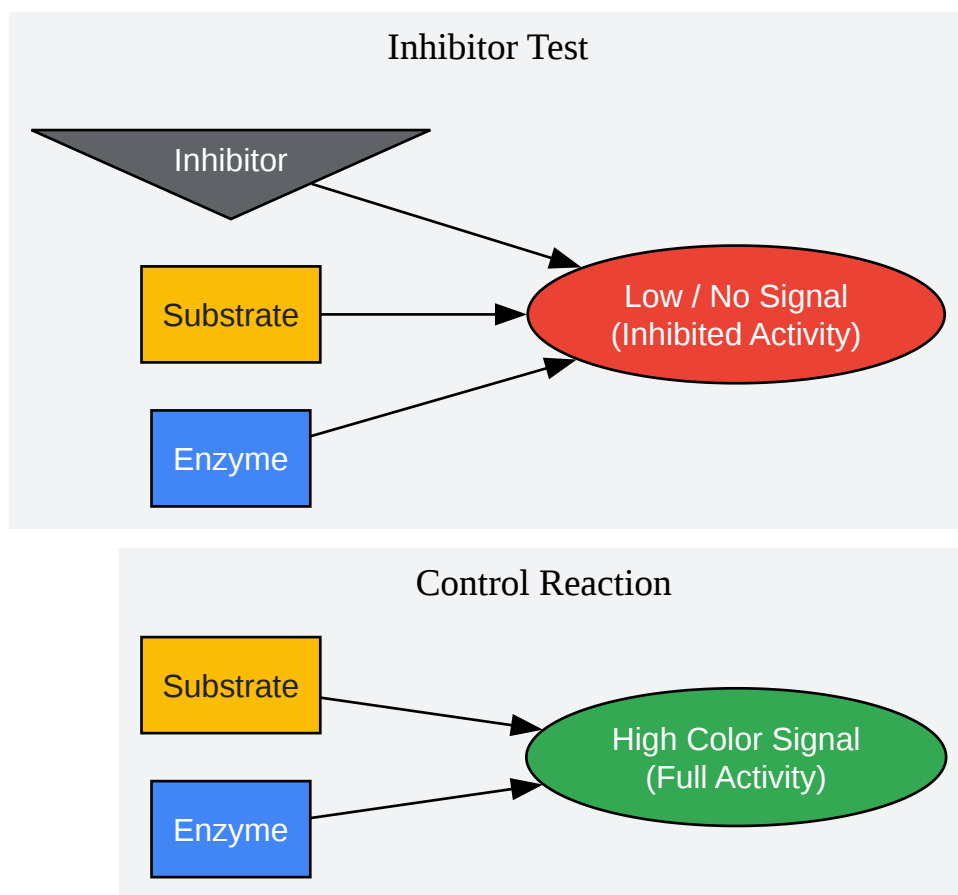 Inhibitor Test
Inhibitor
Substrate
Low / No Signal
(Inhibited Activity)
Enzyme
Control Reaction
Substrate
High Color Signal
(Full Activity)
Enzyme